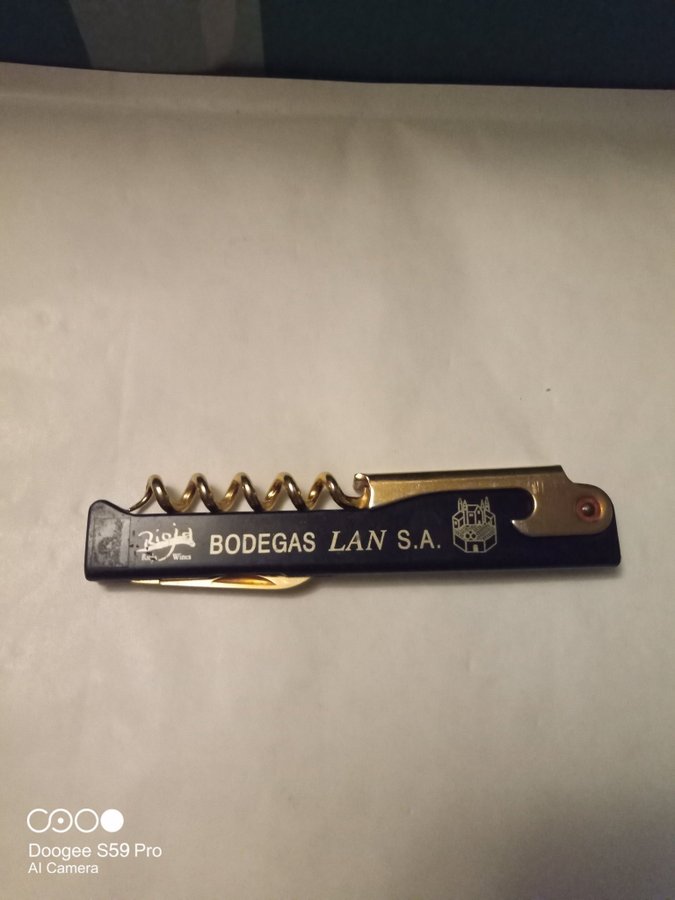 Rioja
Wines
BODEGAS LAN S.A.
Doogee S59 Pro
AI Camera